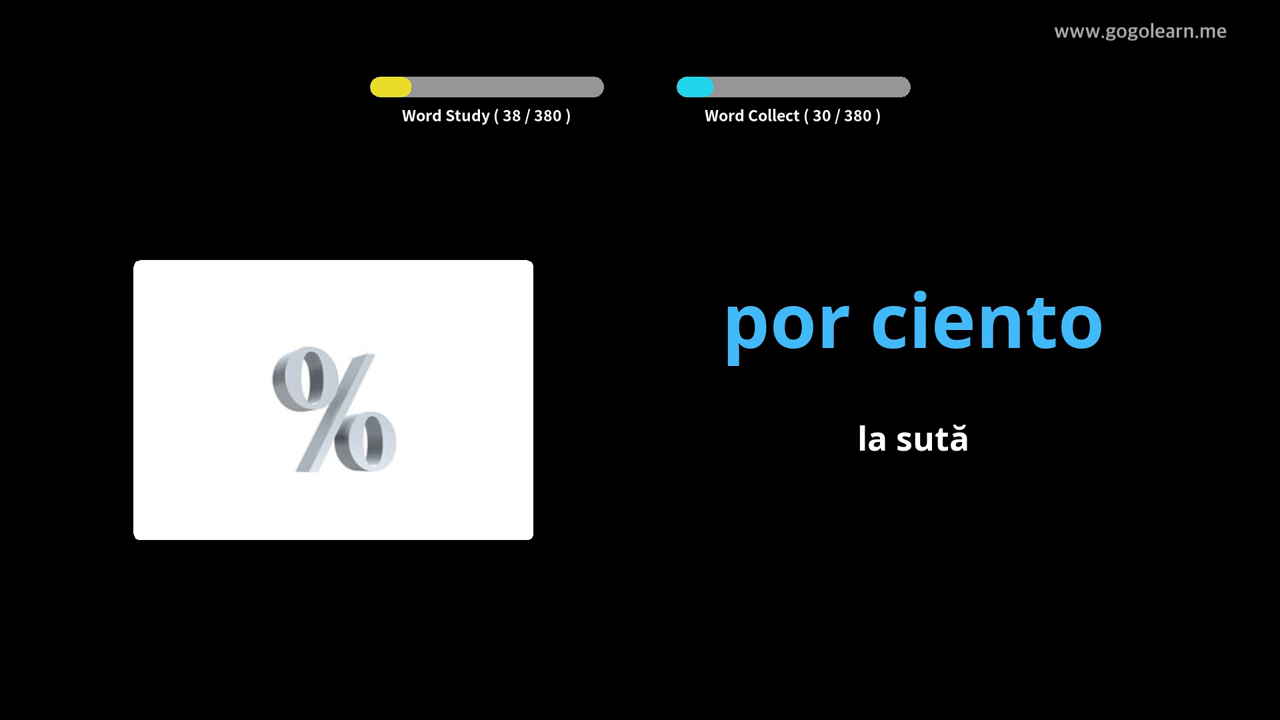 www.gogolearn.me
Word Study ( 38 / 380 )
Word Collect ( 30 / 380 )
%
por ciento
la sută